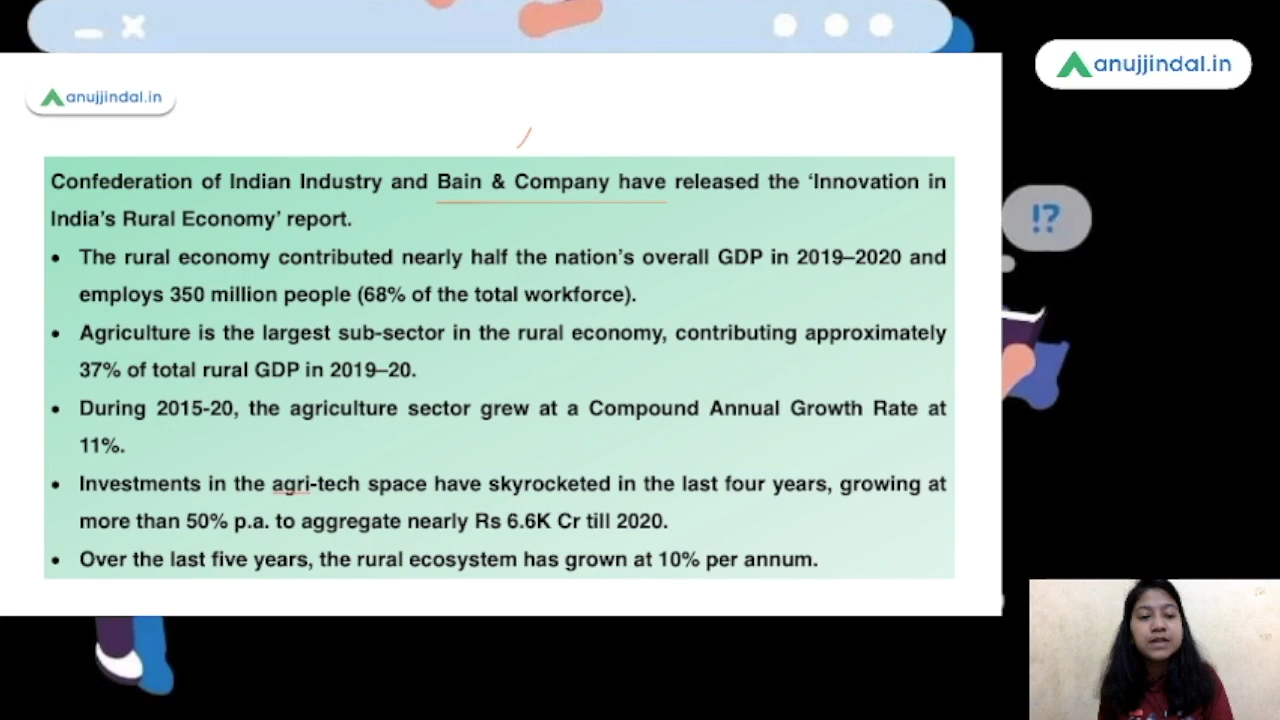 anujjindal.in
anujjindal.in
Confederation of Indian Industry and Bain & Company have released the ‘Innovation in
India’s Rural Economy’ report.
• The rural economy contributed nearly half the nation’s overall GDP in 2019–2020 and
employs 350 million people (68% of the total workforce).
• Agriculture is the largest sub-sector in the rural economy, contributing approximately
37% of total rural GDP in 2019–20.
• During 2015-20, the agriculture sector grew at a Compound Annual Growth Rate at
11%.
• Investments in the agri-tech space have skyrocketed in the last four years, growing at
more than 50% p.a. to aggregate nearly Rs 6.6K Cr till 2020.
• Over the last five years, the rural ecosystem has grown at 10% per annum.
!?